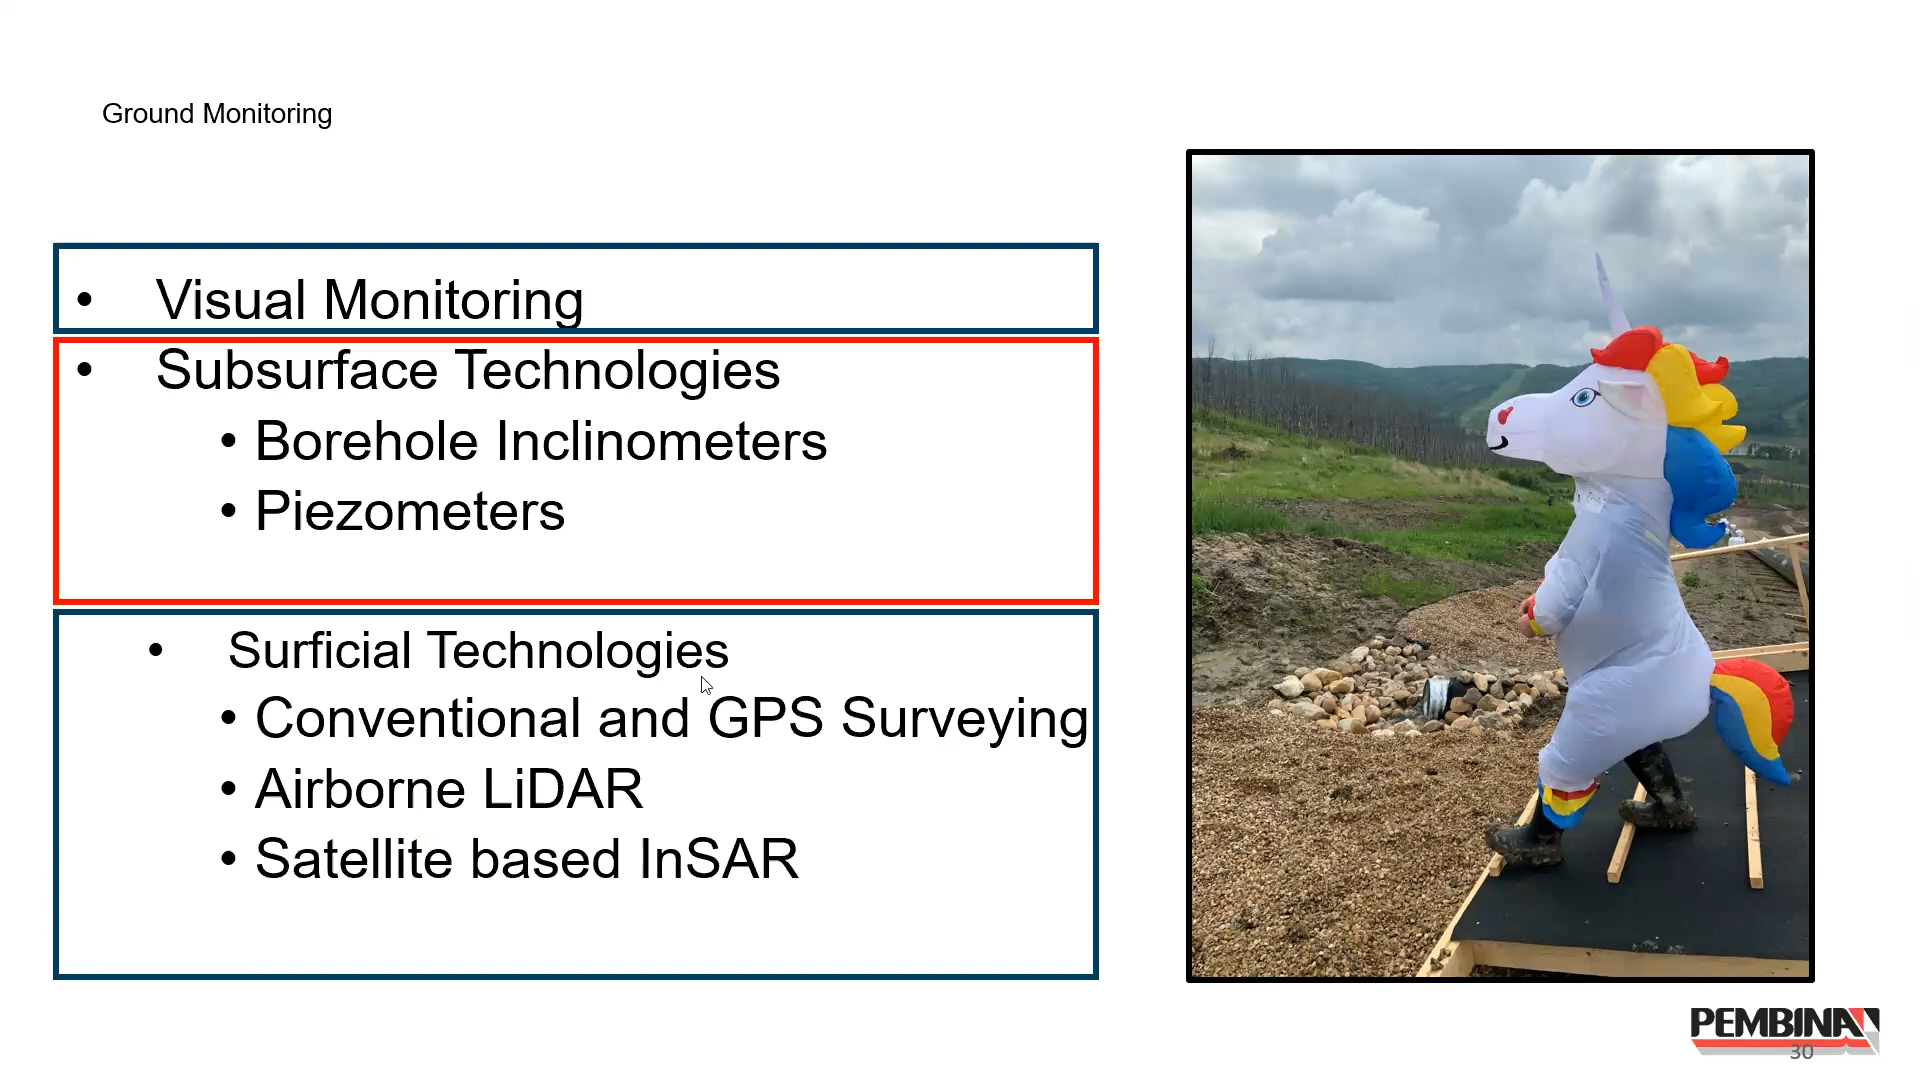 Ground Monitoring
• Visual Monitoring
• Subsurface Technologies
• Borehole Inclinometers
• Piezometers
• Surficial Technologies
• Conventional and GPS Surveying
• Airborne LiDAR
• Satellite based InSAR
PEMBINA
30